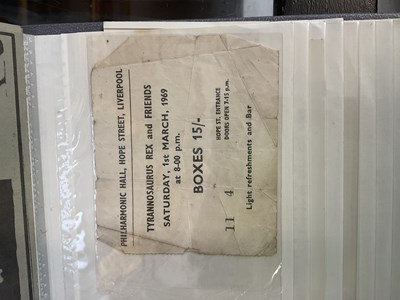 PHILHARMONIC HALL, HOPE STREET, LIVERPOOL
TYRANNOSAURUS REX and FRIENDS
SATURDAY, 1st MARCH, 1969
at 8-00 p.m.
BOXES 15/-
HOPE ST. ENTRANCE
DOORS OPEN 7-15 p.m.
11 4
Light refreshments and Bar